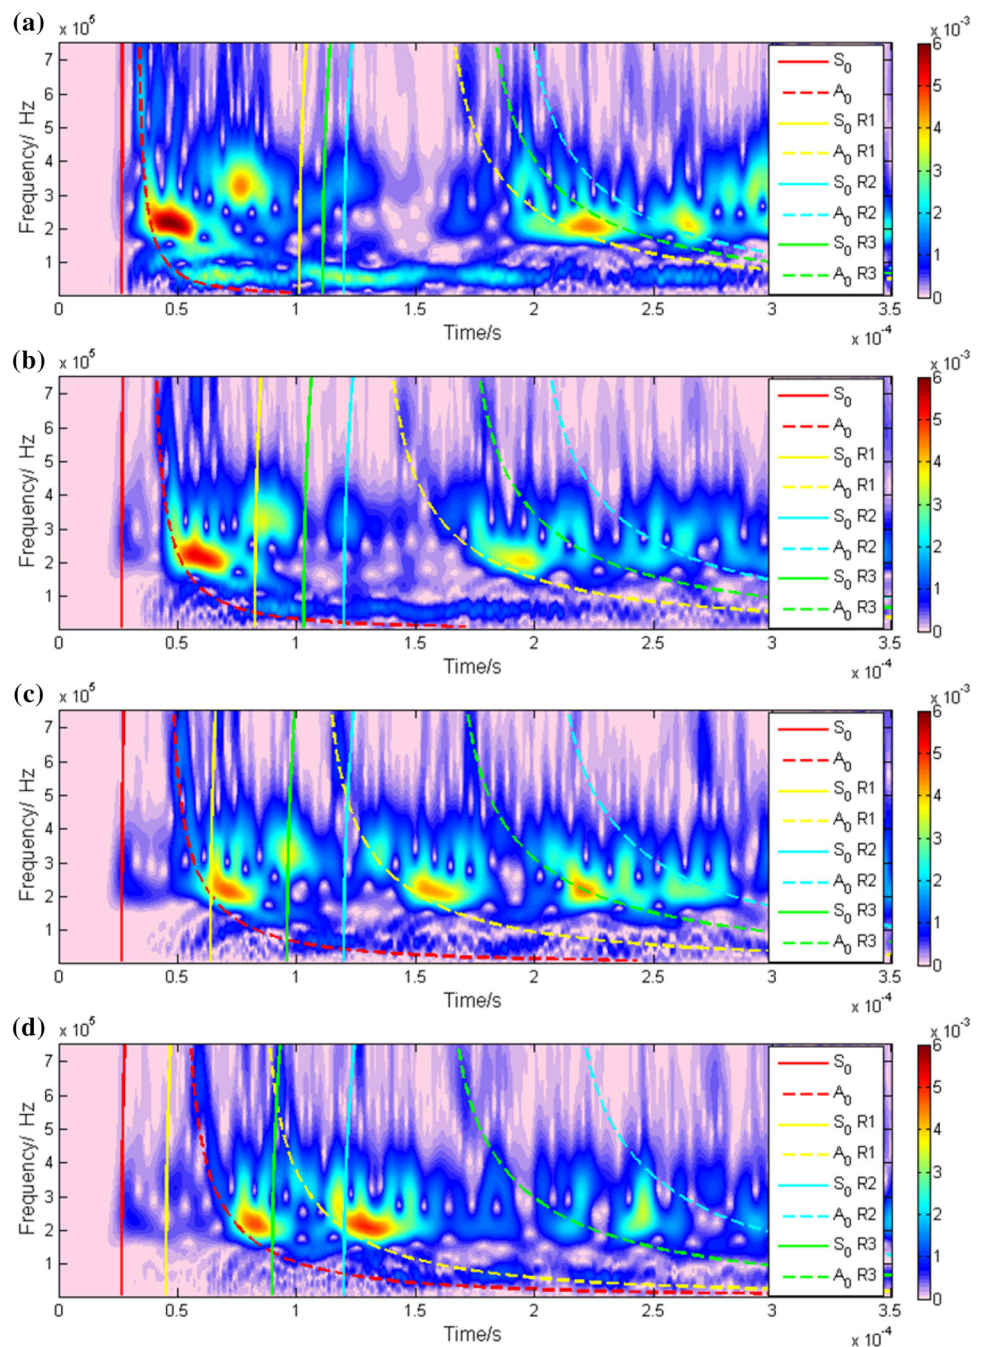 (a)
x 10⁵
x 10⁻³
Frequency/ Hz
7
6
5
4
3
2
1
0 0.5 1 1.5 2 2.5 3 3.5
Time/s
x 10⁻⁴
S₀
A₀
S₀ R1
A₀ R1
S₀ R2
A₀ R2
S₀ R3
A₀ R3
6
5
4
3
2
1
0
(b)
x 10⁵
x 10⁻³
Frequency/ Hz
7
6
5
4
3
2
1
0 0.5 1 1.5 2 2.5 3 3.5
Time/s
x 10⁻⁴
S₀
A₀
S₀ R1
A₀ R1
S₀ R2
A₀ R2
S₀ R3
A₀ R3
6
5
4
3
2
1
0
(c)
x 10⁵
x 10⁻³
Frequency/ Hz
7
6
5
4
3
2
1
0 0.5 1 1.5 2 2.5 3 3.5
Time/s
x 10⁻⁴
S₀
A₀
S₀ R1
A₀ R1
S₀ R2
A₀ R2
S₀ R3
A₀ R3
6
5
4
3
2
1
0
(d)
x 10⁵
x 10⁻³
Frequency/ Hz
7
6
5
4
3
2
1
0 0.5 1 1.5 2 2.5 3 3.5
Time/s
x 10⁻⁴
S₀
A₀
S₀ R1
A₀ R1
S₀ R2
A₀ R2
S₀ R3
A₀ R3
6
5
4
3
2
1
0